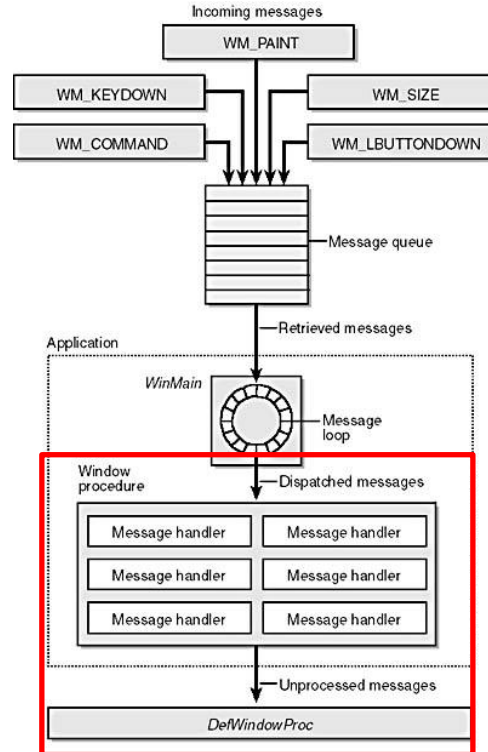 Incoming messages
WM_PAINT
WM_KEYDOWN
WM_SIZE
WM_COMMAND
WM_LBUTTONDOWN
Message queue
Retrieved messages
Application
WinMain
Message
loop
Window
procedure
Dispatched messages
Message handler
Message handler
Message handler
Message handler
Message handler
Message handler
Unprocessed messages
DefWindowProc